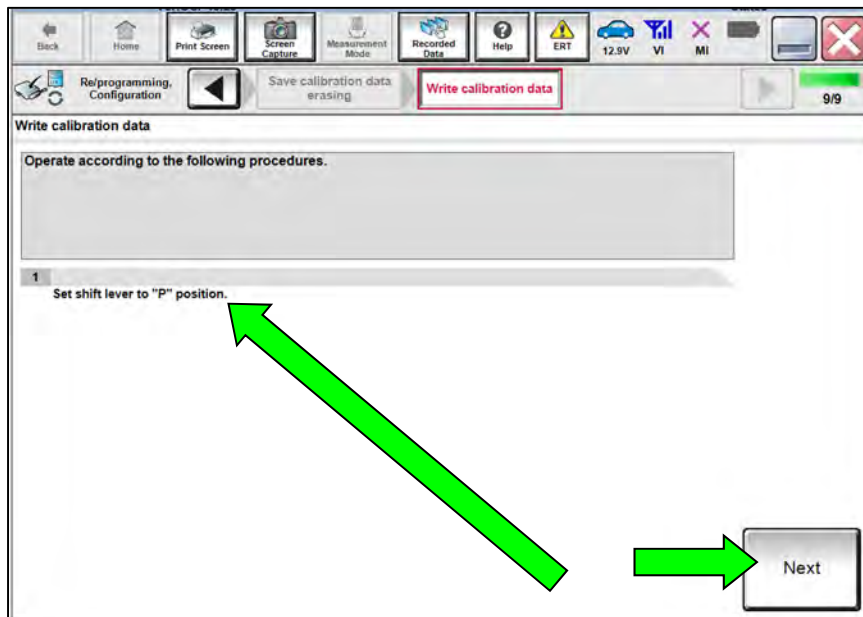 Back
Home
Print Screen
Screen
Capture
Measurement
Mode
Recorded
Data
Help
ERT
12.9V
VI
MI
Re/programming,
Configuration
Save calibration data
erasing
Write calibration data
9/9
Write calibration data
Operate according to the following procedures.
1
Set shift lever to "P" position.
Next